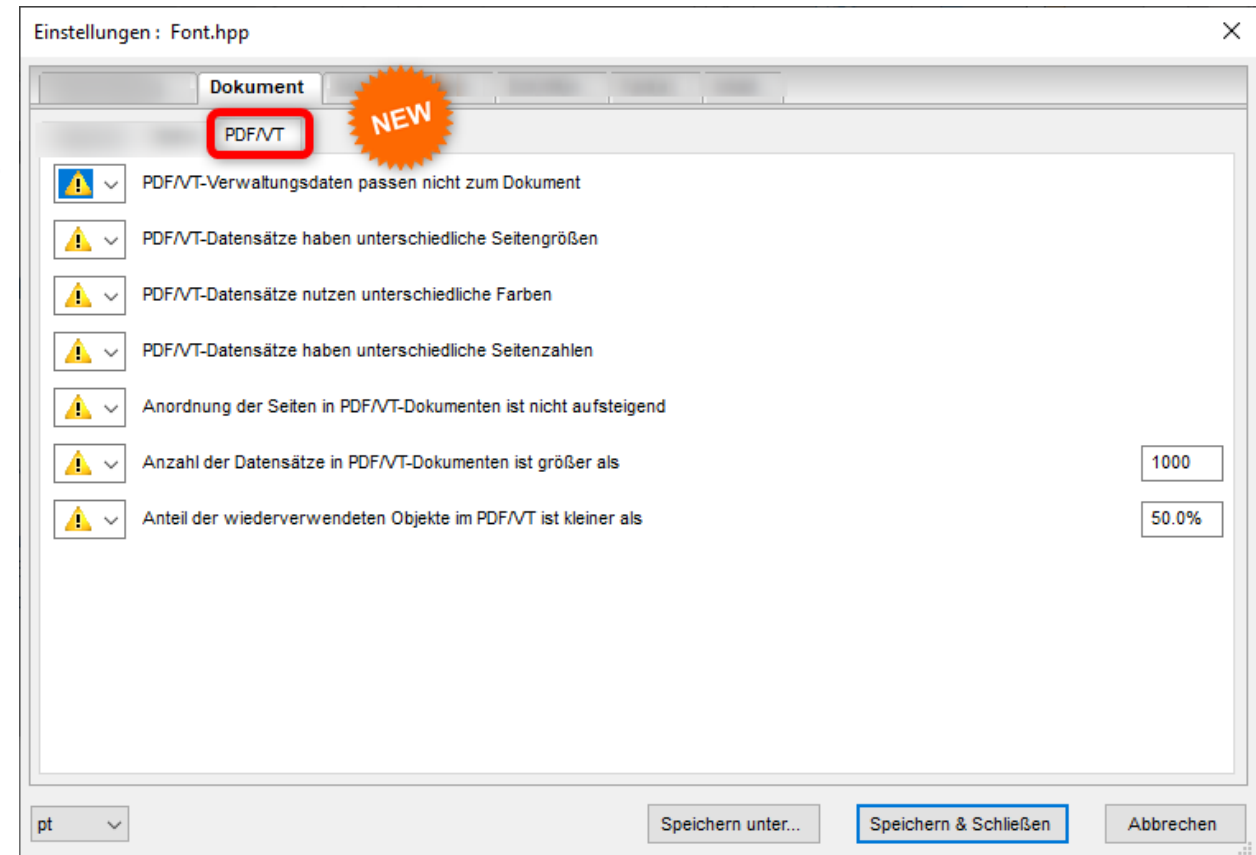 Einstellungen : Font.hpp
Dokument
NEW
PDF/VT
PDF/VT-Verwaltungsdaten passen nicht zum Dokument
PDF/VT-Datensätze haben unterschiedliche Seitengrößen
PDF/VT-Datensätze nutzen unterschiedliche Farben
PDF/VT-Datensätze haben unterschiedliche Seitenzahlen
Anordnung der Seiten in PDF/VT-Dokumenten ist nicht aufsteigend
Anzahl der Datensätze in PDF/VT-Dokumenten ist größer als 1000
Anteil der wiederverwendeten Objekte im PDF/VT ist kleiner als 50.0%
pt Speichern unter... Speichern & Schließen Abbrechen